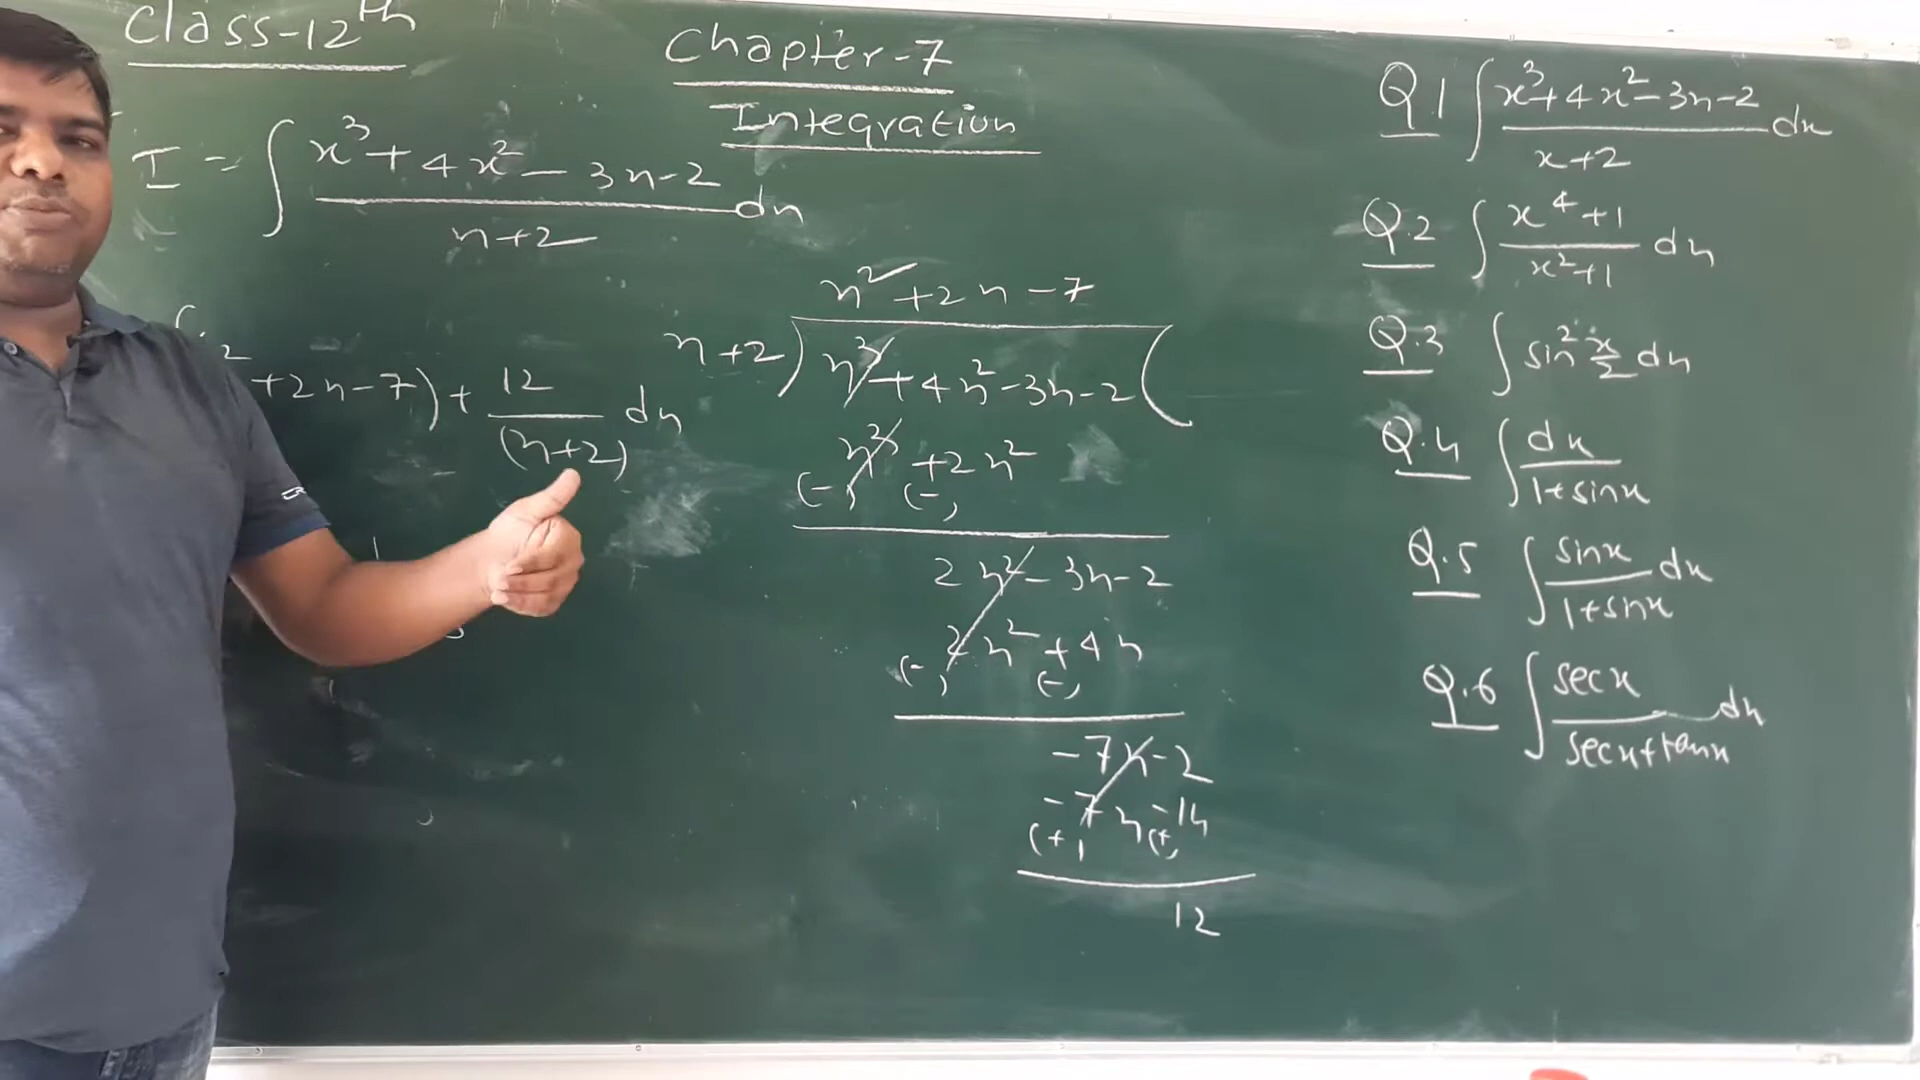 Class-12th
Chapter-7
Integration
I = ∫ x³+4x²-3x-2 / x+2 dx
x²+2x-7)+ 12 / (x+2) dx
x²+2x-7
x+2) x³+4x²-3x-2 (
x³+2x²
(-) (-)
2x²-3x-2
2x²+4x
(-) (-)
-7x-2
-7x-14
(+) (+)
12
Q.1 ∫ x³+4x²-3x-2 / x+2 dx
Q.2 ∫ x⁴+1 / x²+1 dx
Q.3 ∫ sin² x/2 dx
Q.4 ∫ dx / 1+sinx
Q.5 ∫ sinx / 1+sinx dx
Q.6 ∫ secx / secx+tanx dx